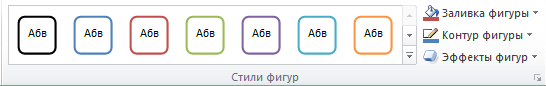 Абв Абв Абв Абв Абв Абв Абв
Заливка фигуры
Контур фигуры
Эффекты фигур
Стили фигур